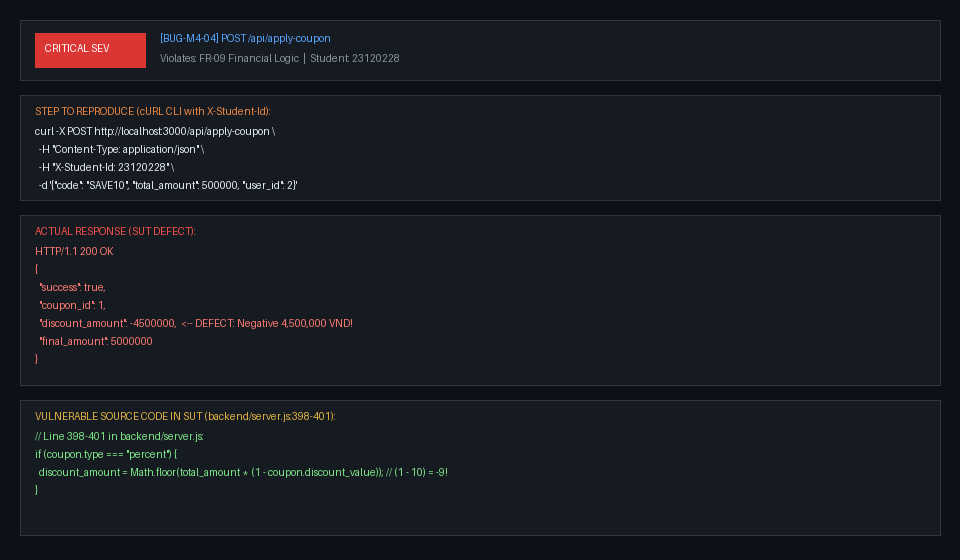 CRITICAL SEV
[BUG-M4-04] POST /api/apply-coupon
Violates: FR-09 Financial Logic | Student: 23120228
STEP TO REPRODUCE (cURL CLI with X-Student-Id):
curl -X POST http://localhost:3000/api/apply-coupon \
-H "Content-Type: application/json" \
-H "X-Student-Id: 23120228" \
-d '{"code": "SAVE10", "total_amount": 500000, "user_id": 2}'
ACTUAL RESPONSE (SUT DEFECT):
HTTP/1.1 200 OK
{
"success": true,
"coupon_id": 1,
"discount_amount": -4500000, <-- DEFECT: Negative 4,500,000 VND!
"final_amount": 5000000
}
VULNERABLE SOURCE CODE IN SUT (backend/server.js:398-401):
// Line 398-401 in backend/server.js:
if (coupon.type === "percent") {
discount_amount = Math.floor(total_amount * (1 - coupon.discount_value)); // (1 - 10) = -9!
}